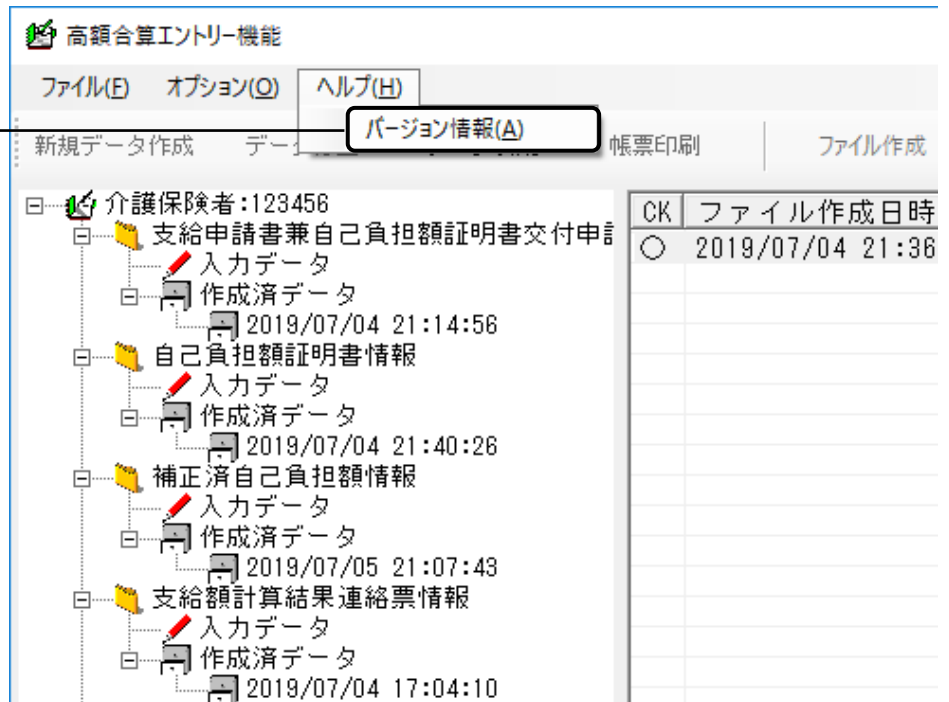 高額合算エントリー機能
ファイル(F) オプション(O) ヘルプ(H)
バージョン情報(A)
新規データ作成 デー 帳票印刷 ファイル作成
介護保険者:123456
支給申請書兼自己負担額証明書交付申請
入力データ
作成済データ
2019/07/04 21:14:56
自己負担額証明書情報
入力データ
作成済データ
2019/07/04 21:40:26
補正済自己負担額情報
入力データ
作成済データ
2019/07/05 21:07:43
支給額計算結果連絡票情報
入力データ
作成済データ
2019/07/04 17:04:10
CK ファイル作成日時
○ 2019/07/04 21:36